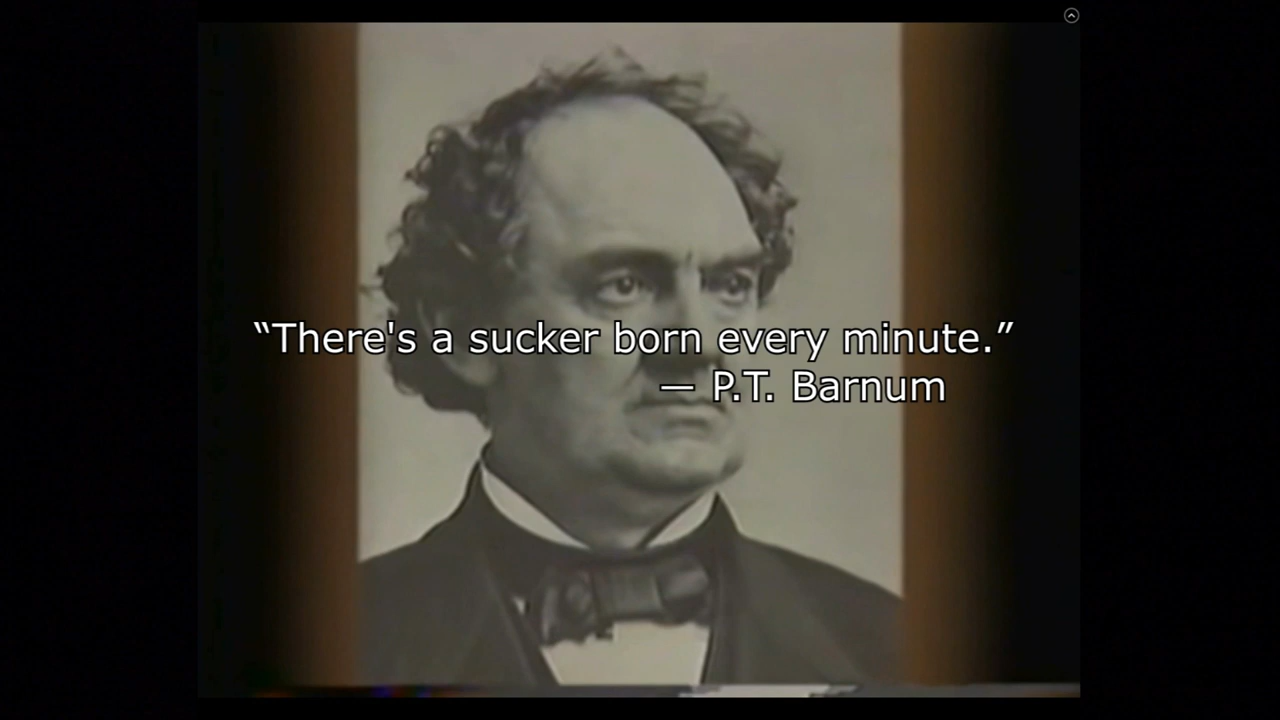 “There's a sucker born every minute.”
— P.T. Barnum